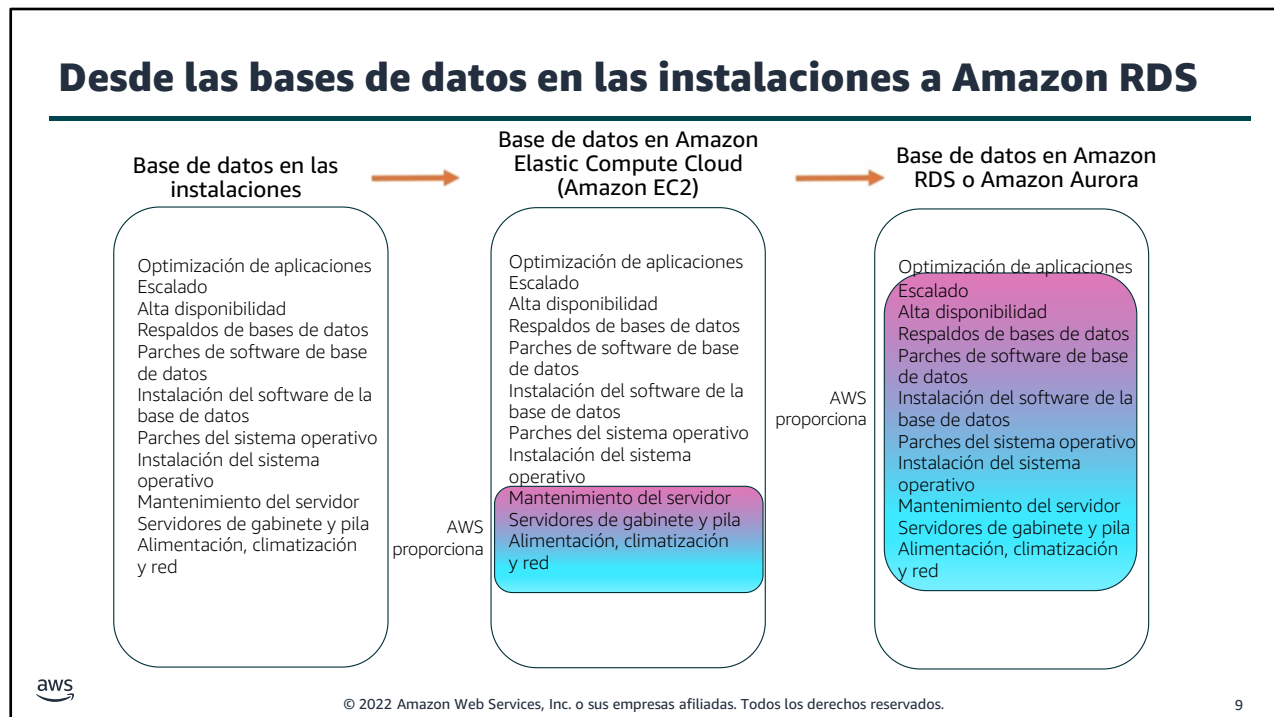 Desde las bases de datos en las instalaciones a Amazon RDS
Base de datos en las
instalaciones
Optimización de aplicaciones
Escalado
Alta disponibilidad
Respaldos de bases de datos
Parches de software de base
de datos
Instalación del software de la
base de datos
Parches del sistema operativo
Instalación del sistema
operativo
Mantenimiento del servidor
Servidores de gabinete y pila
Alimentación, climatización
y red
Base de datos en Amazon
Elastic Compute Cloud
(Amazon EC2)
AWS
proporciona
Optimización de aplicaciones
Escalado
Alta disponibilidad
Respaldos de bases de datos
Parches de software de base
de datos
Instalación del software de la
base de datos
Parches del sistema operativo
Instalación del sistema
operativo
Mantenimiento del servidor
Servidores de gabinete y pila
Alimentación, climatización
y red
Base de datos en Amazon
RDS o Amazon Aurora
AWS
proporciona
Optimización de aplicaciones
Escalado
Alta disponibilidad
Respaldos de bases de datos
Parches de software de base
de datos
Instalación del software de la
base de datos
Parches del sistema operativo
Instalación del sistema
operativo
Mantenimiento del servidor
Servidores de gabinete y pila
Alimentación, climatización
y red
aws
© 2022 Amazon Web Services, Inc. o sus empresas afiliadas. Todos los derechos reservados.
9